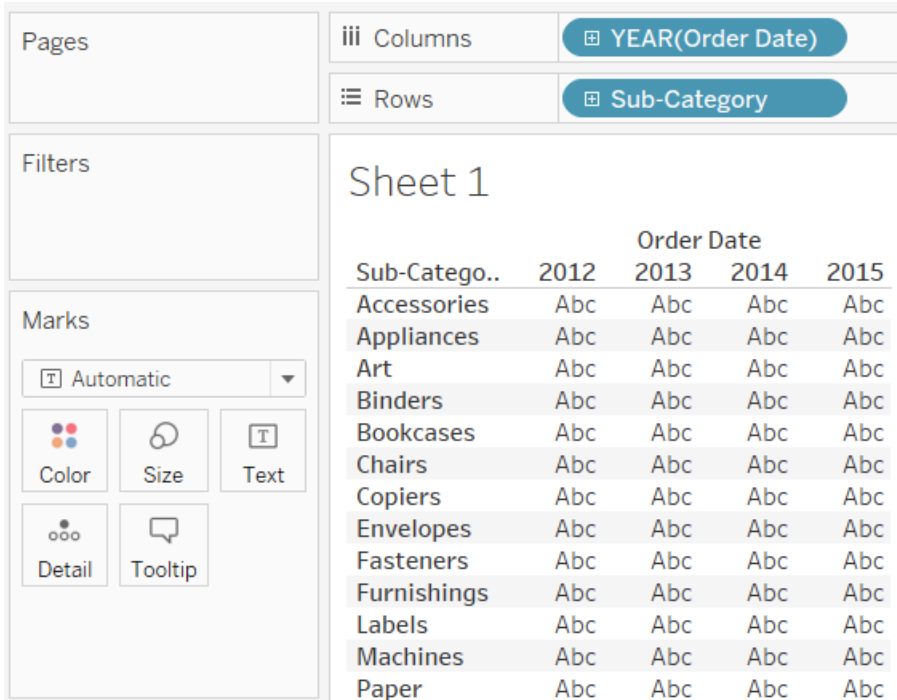 Pages
Columns
YEAR(Order Date)
Rows
Sub-Category
Filters
Marks
Automatic
Color
Size
Text
Detail
Tooltip
Sheet 1
Order Date
Sub-Catego.. 2012 2013 2014 2015
Accessories Abc Abc Abc Abc
Appliances Abc Abc Abc Abc
Art Abc Abc Abc Abc
Binders Abc Abc Abc Abc
Bookcases Abc Abc Abc Abc
Chairs Abc Abc Abc Abc
Copiers Abc Abc Abc Abc
Envelopes Abc Abc Abc Abc
Fasteners Abc Abc Abc Abc
Furnishings Abc Abc Abc Abc
Labels Abc Abc Abc Abc
Machines Abc Abc Abc Abc
Paper Abc Abc Abc Abc